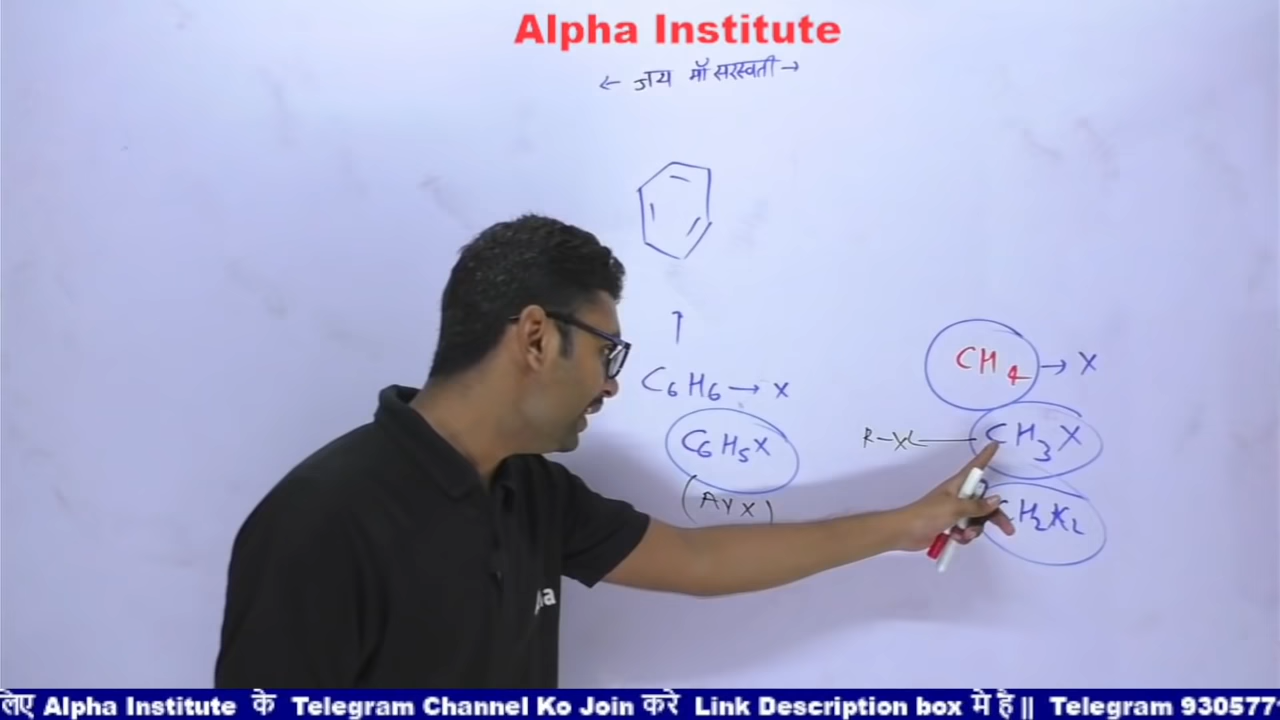 Alpha Institute
← जय माँ सरस्वती →
C6H6 → X
C6H5X
(ArX)
CH4 → X
R-X
CH3X
CH2X2
लिए Alpha Institute के Telegram Channel Ko Join करे Link Description box मे है || Telegram 930577